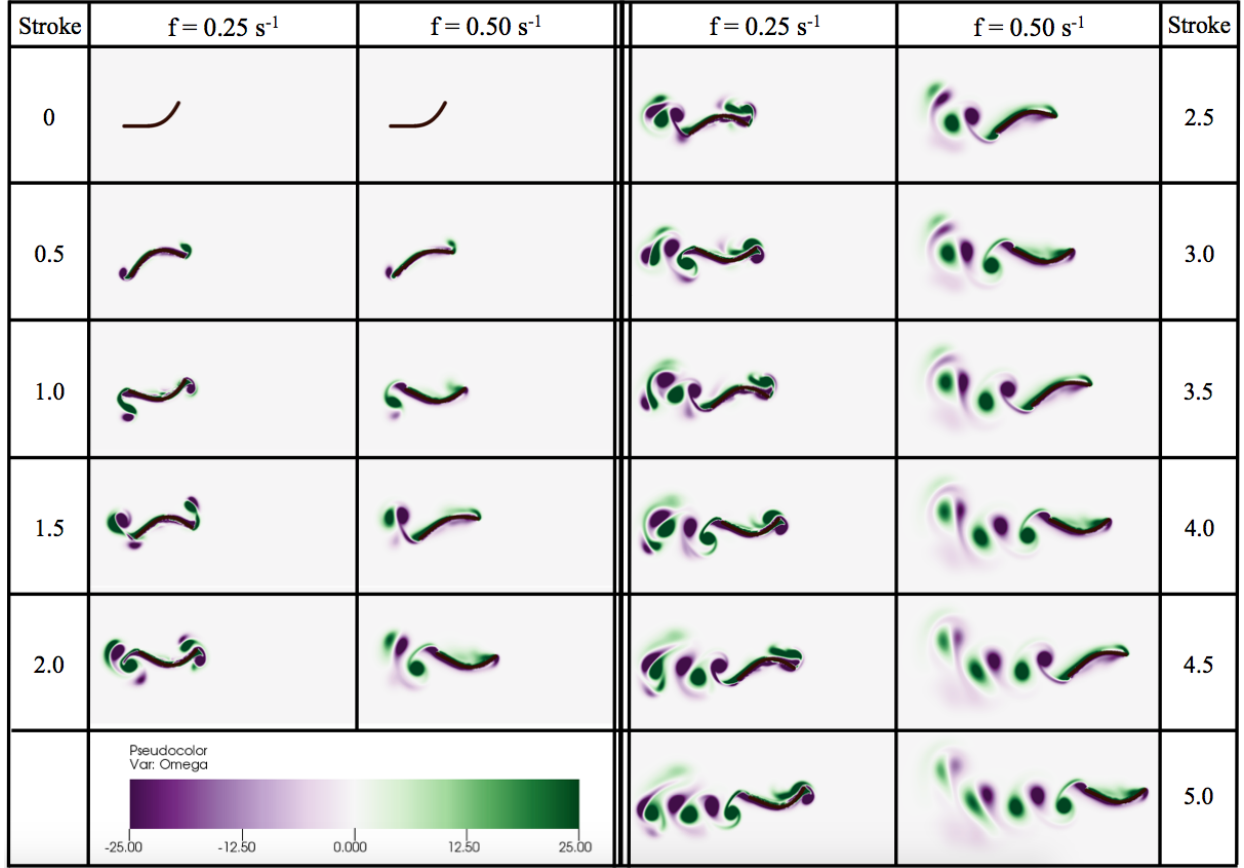 Stroke f = 0.25 s⁻¹ f = 0.50 s⁻¹ f = 0.25 s⁻¹ f = 0.50 s⁻¹ Stroke
0 2.5
0.5 3.0
1.0 3.5
1.5 4.0
2.0 4.5
Pseudocolor
Var: Omega
5.0
-25.00 -12.50 0.000 12.50 25.00